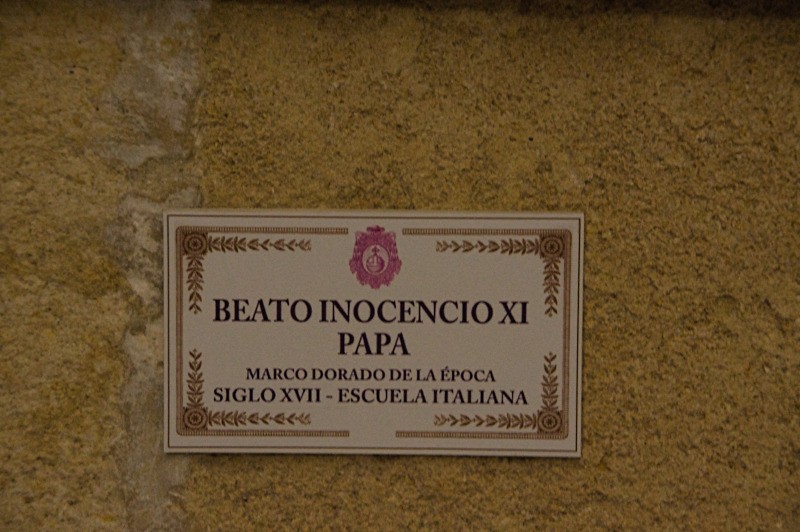 BEATO INOCENCIO XI
PAPA
MARCO DORADO DE LA ÉPOCA
SIGLO XVII - ESCUELA ITALIANA